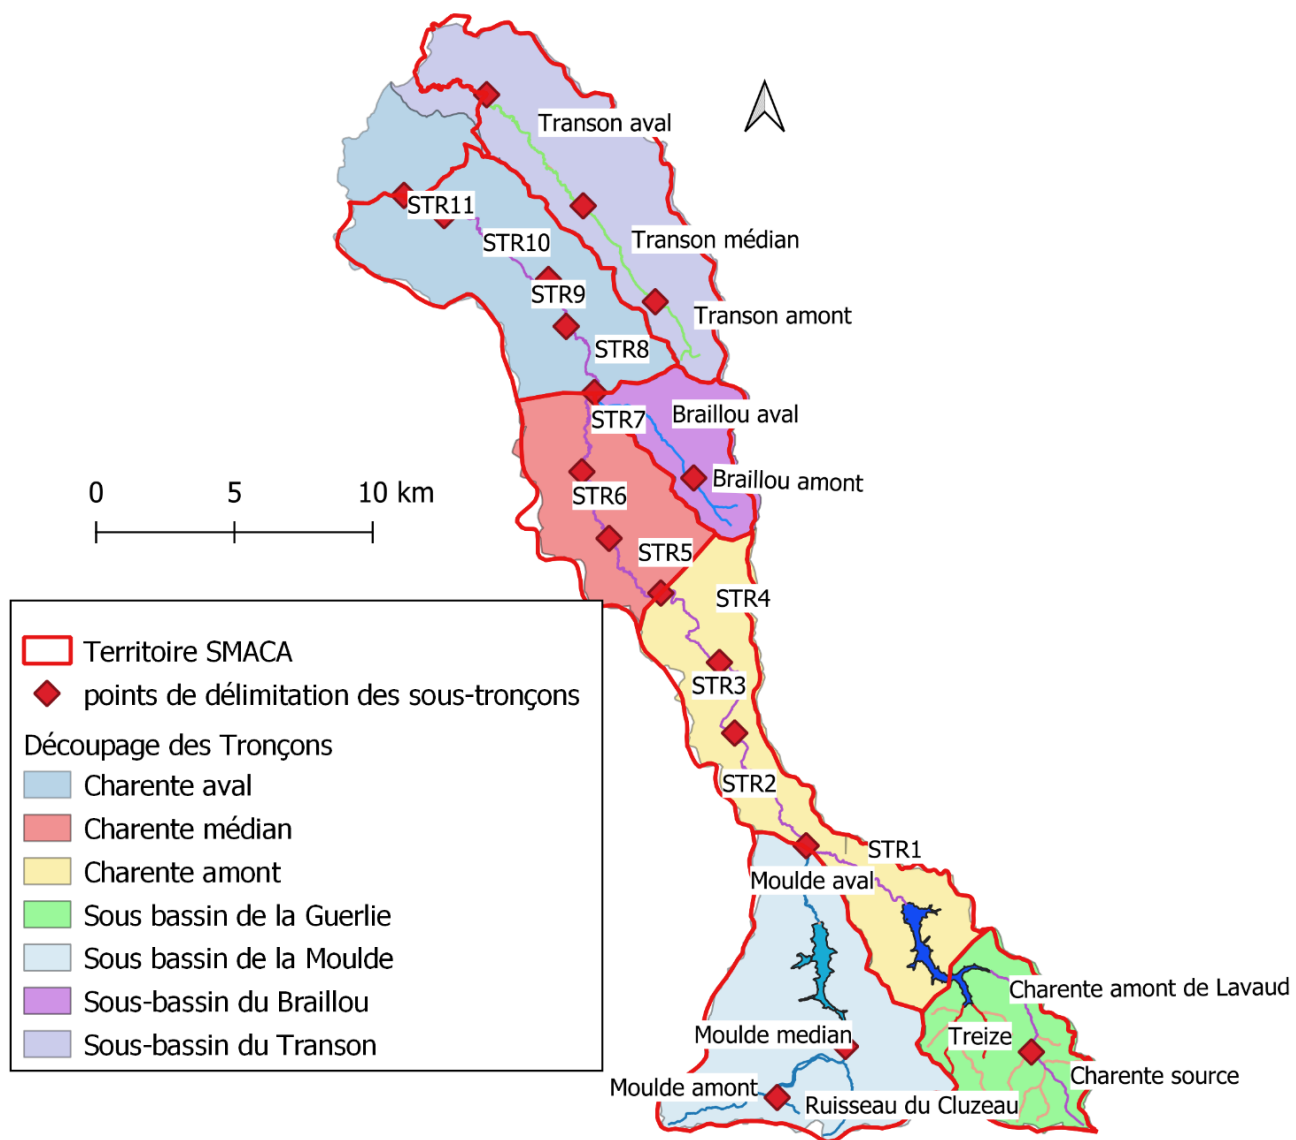 Transon aval
STR11
Transon médian
STR10
STR9
Transon amont
STR8
Braillou aval
STR7
Braillou amont
0 5 10 km
STR6
STR5
STR4
Territoire SMACA
STR3
points de délimitation des sous-tronçons
Découpage des Tronçons
STR2
Charente aval
Charente médian
STR1
Charente amont
Moulde aval
Sous bassin de la Guerlie
Sous bassin de la Moulde
Charente amont de Lavaud
Sous-bassin du Braillou
Moulde median
Treize
Sous-bassin du Transon
Charente source
Moulde amont
Ruisseau du Cluzeau